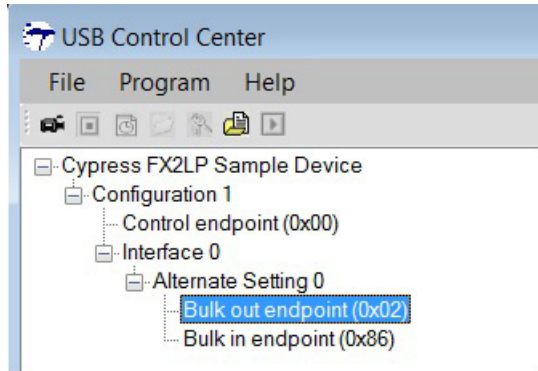 USB Control Center
File Program Help
Cypress FX2LP Sample Device
Configuration 1
Control endpoint (0x00)
Interface 0
Alternate Setting 0
Bulk out endpoint (0x02)
Bulk in endpoint (0x86)